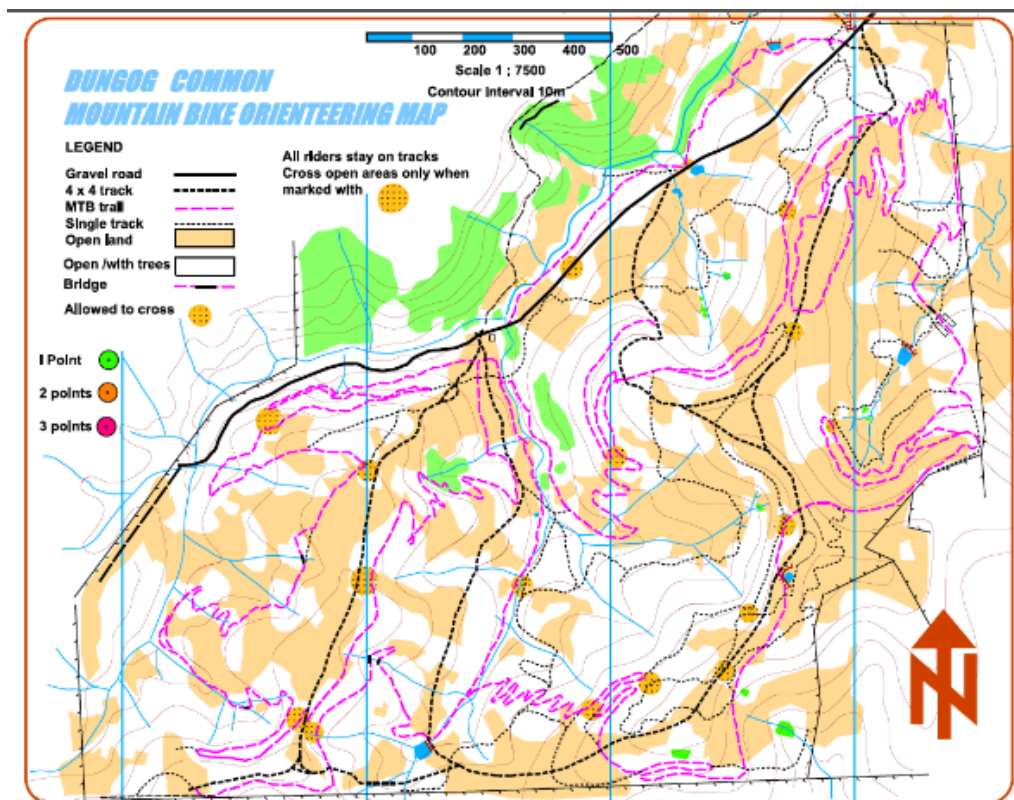 100 200 300 400 500
Scale 1 ; 7500
Contour interval 10m
DUNGOG COMMON
MOUNTAIN BIKE ORIENTEERING MAP
LEGEND
Gravel road
4 x 4 track
MTB trail
Single track
Open land
Open /with trees
Bridge
Allowed to cross
All riders stay on tracks
Cross open areas only when
marked with
I Point
2 points
3 points
N